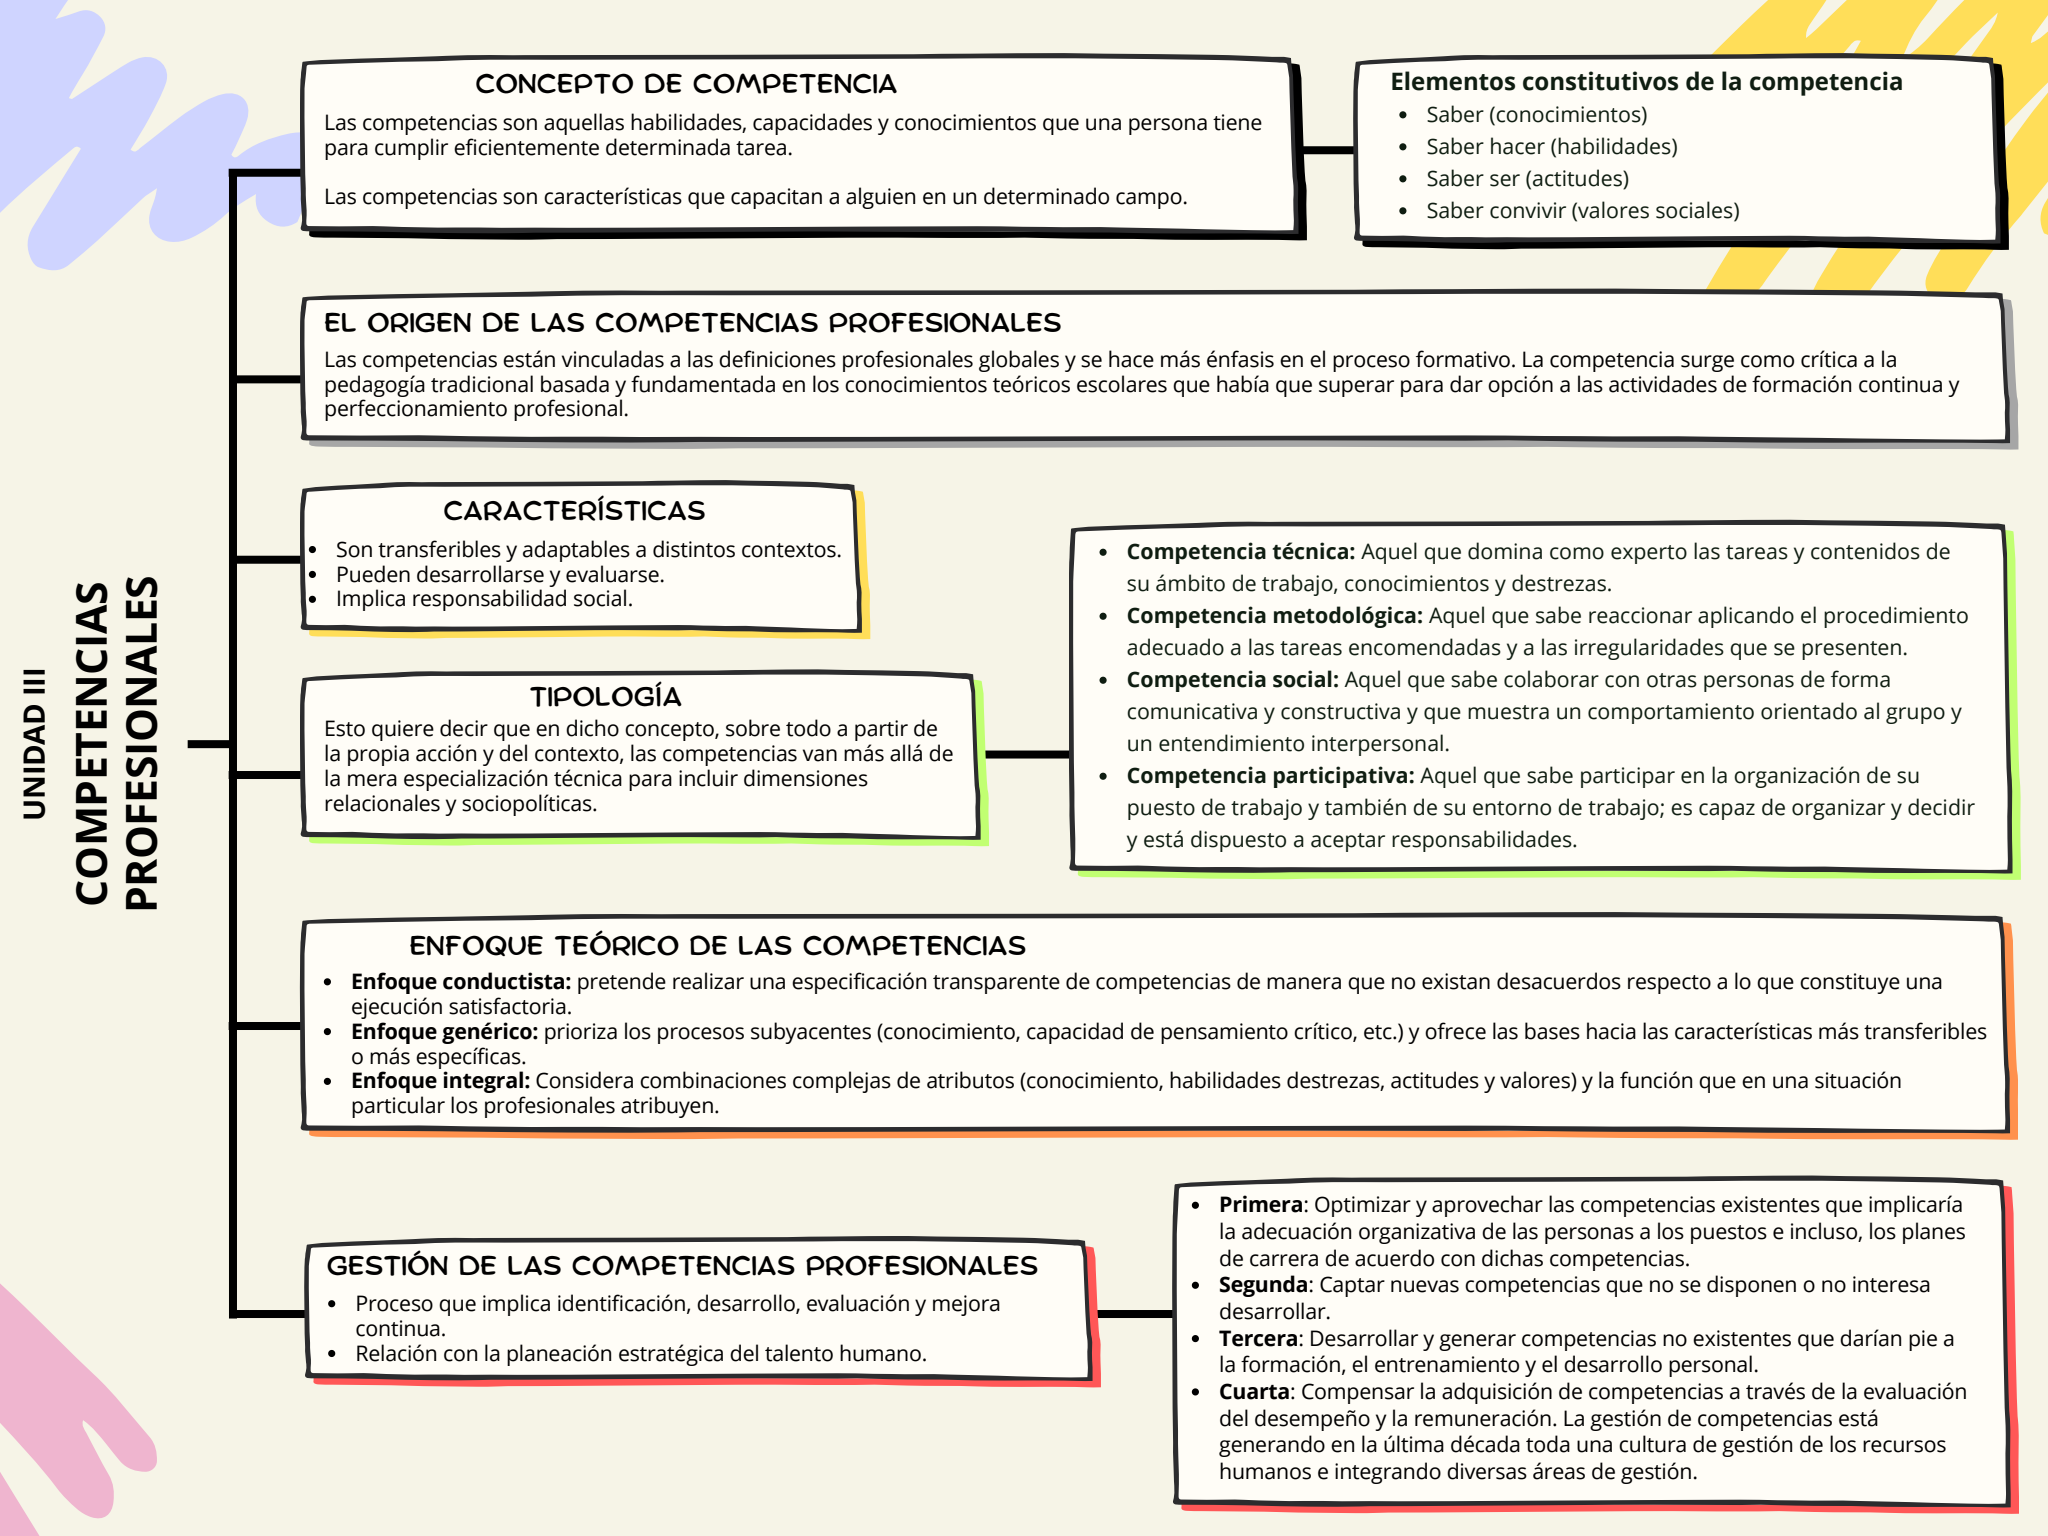 UNIDAD III
COMPETENCIAS
PROFESIONALES
CONCEPTO DE COMPETENCIA
Las competencias son aquellas habilidades, capacidades y conocimientos que una persona tiene
para cumplir eficientemente determinada tarea.
Las competencias son características que capacitan a alguien en un determinado campo.
Elementos constitutivos de la competencia
• Saber (conocimientos)
• Saber hacer (habilidades)
• Saber ser (actitudes)
• Saber convivir (valores sociales)
EL ORIGEN DE LAS COMPETENCIAS PROFESIONALES
Las competencias están vinculadas a las definiciones profesionales globales y se hace más énfasis en el proceso formativo. La competencia surge como crítica a la
pedagogía tradicional basada y fundamentada en los conocimientos teóricos escolares que había que superar para dar opción a las actividades de formación continua y
perfeccionamiento profesional.
CARACTERÍSTICAS
• Son transferibles y adaptables a distintos contextos.
• Pueden desarrollarse y evaluarse.
• Implica responsabilidad social.
TIPOLOGÍA
Esto quiere decir que en dicho concepto, sobre todo a partir de
la propia acción y del contexto, las competencias van más allá de
la mera especialización técnica para incluir dimensiones
relacionales y sociopolíticas.
• Competencia técnica: Aquel que domina como experto las tareas y contenidos de
su ámbito de trabajo, conocimientos y destrezas.
• Competencia metodológica: Aquel que sabe reaccionar aplicando el procedimiento
adecuado a las tareas encomendadas y a las irregularidades que se presenten.
• Competencia social: Aquel que sabe colaborar con otras personas de forma
comunicativa y constructiva y que muestra un comportamiento orientado al grupo y
un entendimiento interpersonal.
• Competencia participativa: Aquel que sabe participar en la organización de su
puesto de trabajo y también de su entorno de trabajo; es capaz de organizar y decidir
y está dispuesto a aceptar responsabilidades.
ENFOQUE TEÓRICO DE LAS COMPETENCIAS
• Enfoque conductista: pretende realizar una especificación transparente de competencias de manera que no existan desacuerdos respecto a lo que constituye una
ejecución satisfactoria.
• Enfoque genérico: prioriza los procesos subyacentes (conocimiento, capacidad de pensamiento crítico, etc.) y ofrece las bases hacia las características más transferibles
o más específicas.
• Enfoque integral: Considera combinaciones complejas de atributos (conocimiento, habilidades destrezas, actitudes y valores) y la función que en una situación
particular los profesionales atribuyen.
GESTIÓN DE LAS COMPETENCIAS PROFESIONALES
• Proceso que implica identificación, desarrollo, evaluación y mejora
continua.
• Relación con la planeación estratégica del talento humano.
• Primera: Optimizar y aprovechar las competencias existentes que implicaría
la adecuación organizativa de las personas a los puestos e incluso, los planes
de carrera de acuerdo con dichas competencias.
• Segunda: Captar nuevas competencias que no se disponen o no interesa
desarrollar.
• Tercera: Desarrollar y generar competencias no existentes que darían pie a
la formación, el entrenamiento y el desarrollo personal.
• Cuarta: Compensar la adquisición de competencias a través de la evaluación
del desempeño y la remuneración. La gestión de competencias está
generando en la última década toda una cultura de gestión de los recursos
humanos e integrando diversas áreas de gestión.